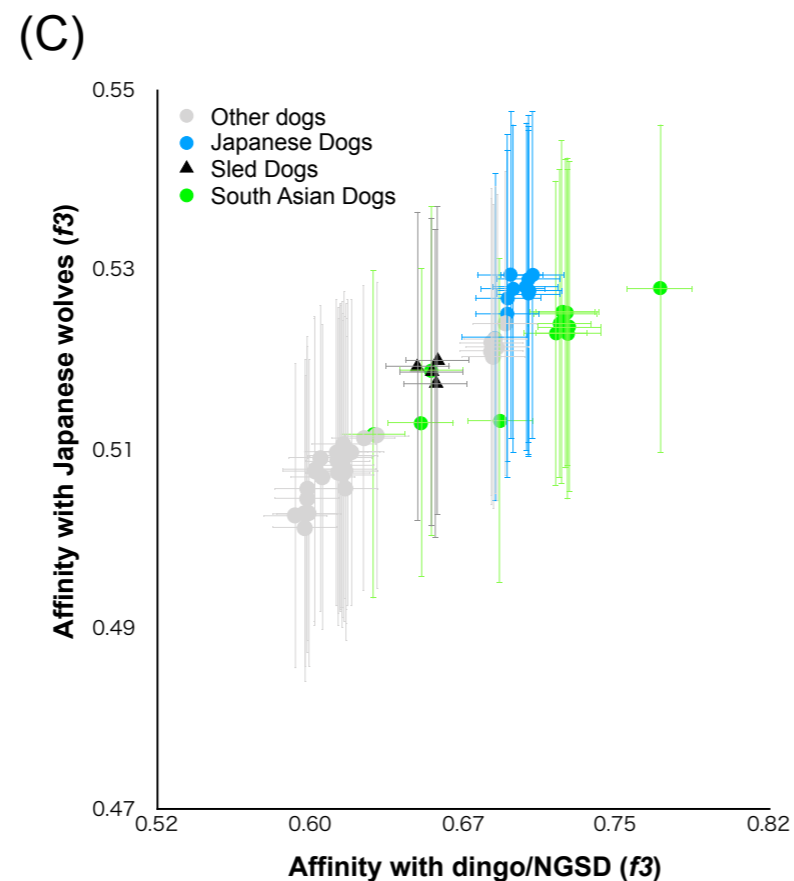 (C)
0.55
Other dogs
Japanese Dogs
Sled Dogs
South Asian Dogs
0.53
0.51
0.49
0.47
Affinity with Japanese wolves (f3)
0.52
0.60
0.67
0.75
0.82
Affinity with dingo/NGSD (f3)